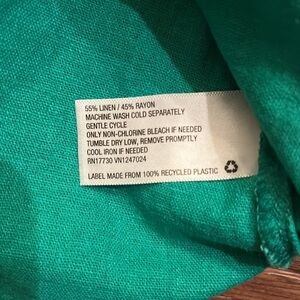 55% LINEN / 45% RAYON
MACHINE WASH COLD SEPARATELY
GENTLE CYCLE
ONLY NON-CHLORINE BLEACH IF NEEDED
TUMBLE DRY LOW, REMOVE PROMPTLY
COOL IRON IF NEEDED
RN17730 VN1247024
LABEL MADE FROM 100% RECYCLED PLASTIC